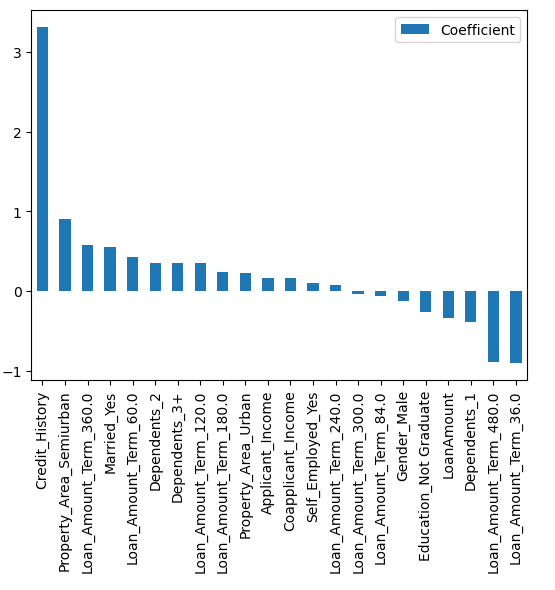 Coefficient
3
2
1
0
−1
Credit_History
Property_Area_Semiurban
Loan_Amount_Term_360.0
Married_Yes
Loan_Amount_Term_60.0
Dependents_2
Dependents_3+
Loan_Amount_Term_120.0
Loan_Amount_Term_180.0
Property_Area_Urban
Applicant_Income
Coapplicant_Income
Self_Employed_Yes
Loan_Amount_Term_240.0
Loan_Amount_Term_300.0
Loan_Amount_Term_84.0
Gender_Male
Education_Not Graduate
LoanAmount
Dependents_1
Loan_Amount_Term_480.0
Loan_Amount_Term_36.0